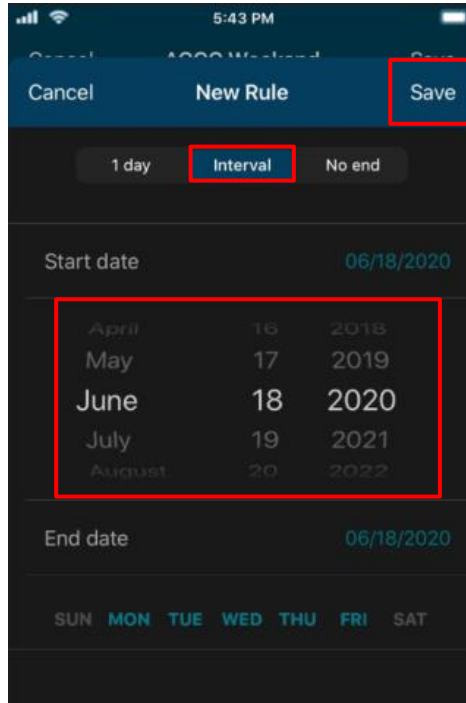 5:43 PM
Cancel New Rule Save
1 day Interval No end
Start date 06/18/2020
April 16 2018
May 17 2019
June 18 2020
July 19 2021
August 20 2022
End date 06/18/2020
SUN MON TUE WED THU FRI SAT